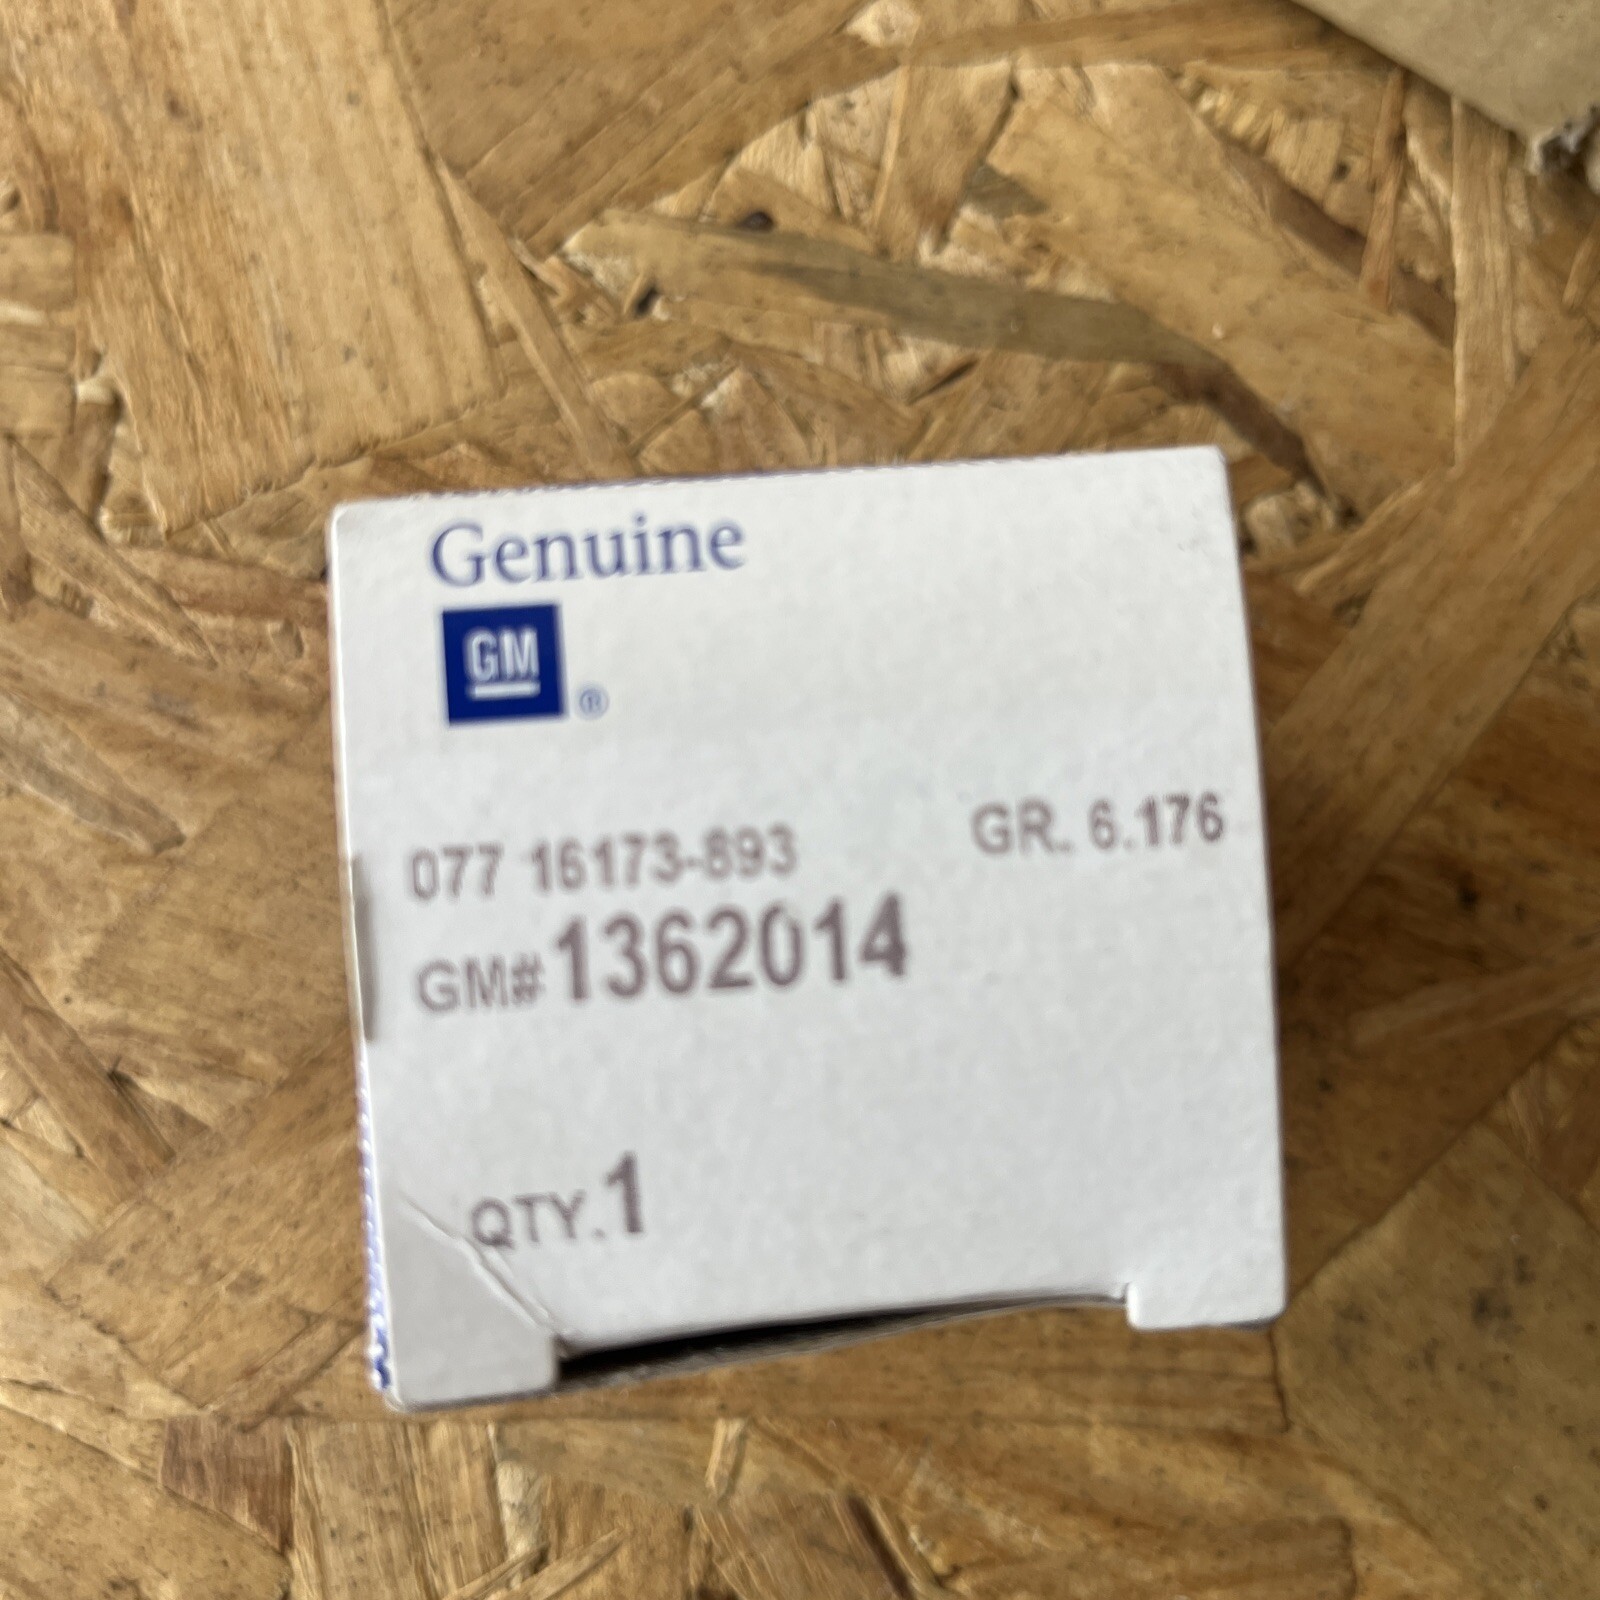 Genuine
GM ®
077 16173-893 GR. 6.176
GM# 1362014
QTY. 1